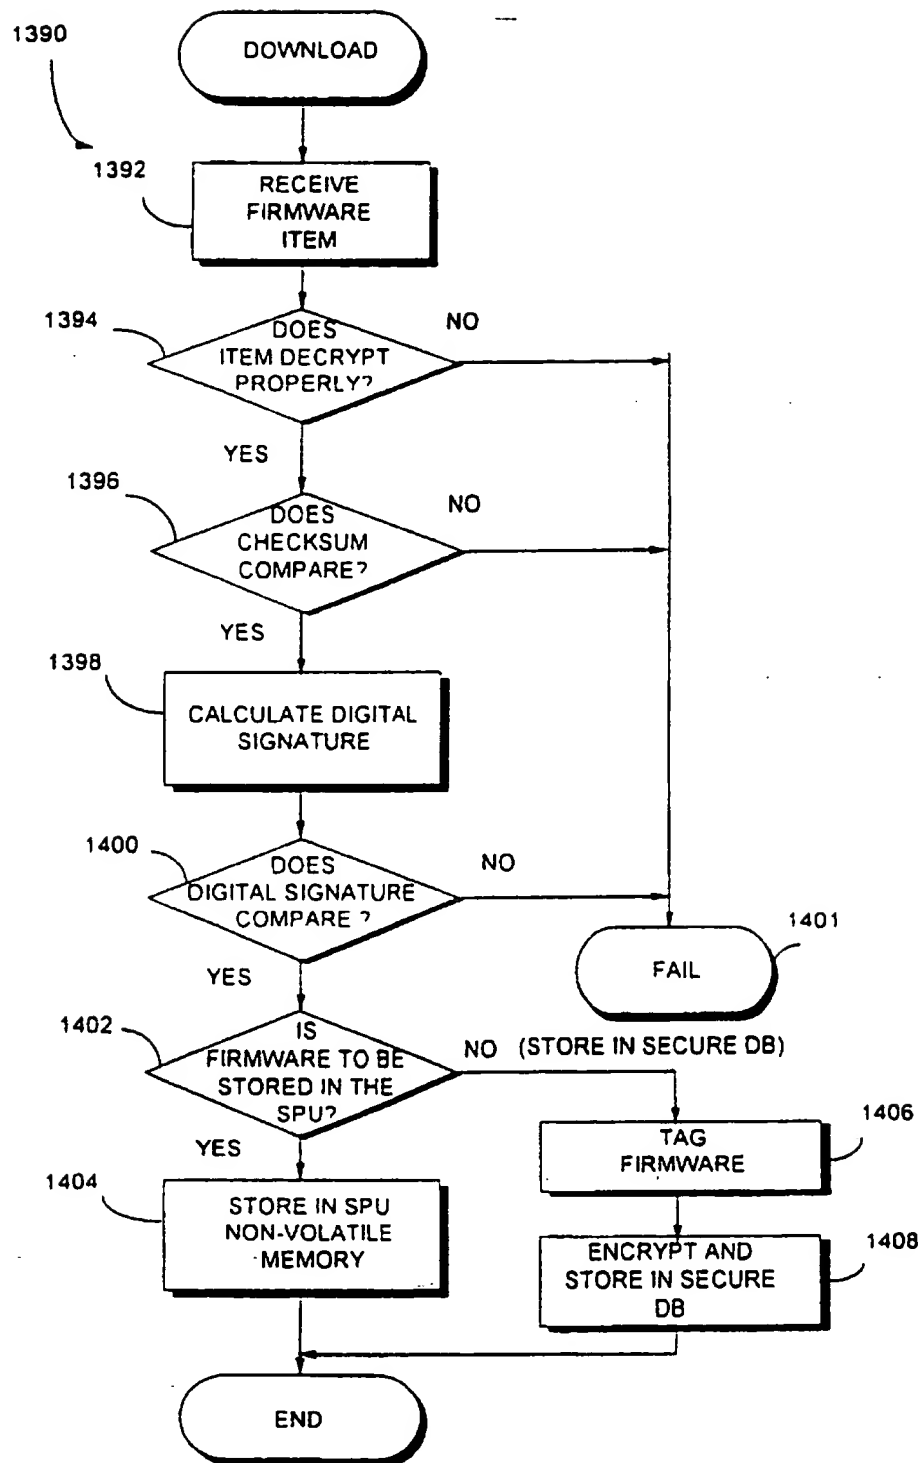 1390
DOWNLOAD
1392
RECEIVE
FIRMWARE
ITEM
1394
DOES
ITEM DECRYPT
PROPERLY?
NO
YES
1396
DOES
CHECKSUM
COMPARE?
NO
YES
1398
CALCULATE DIGITAL
SIGNATURE
1400
DOES
DIGITAL SIGNATURE
COMPARE ?
NO
YES
1401
FAIL
1402
IS
FIRMWARE TO BE
STORED IN THE
SPU?
NO (STORE IN SECURE DB)
YES
1406
TAG
FIRMWARE
1404
STORE IN SPU
NON-VOLATILE
MEMORY
1408
ENCRYPT AND
STORE IN SECURE
DB
END